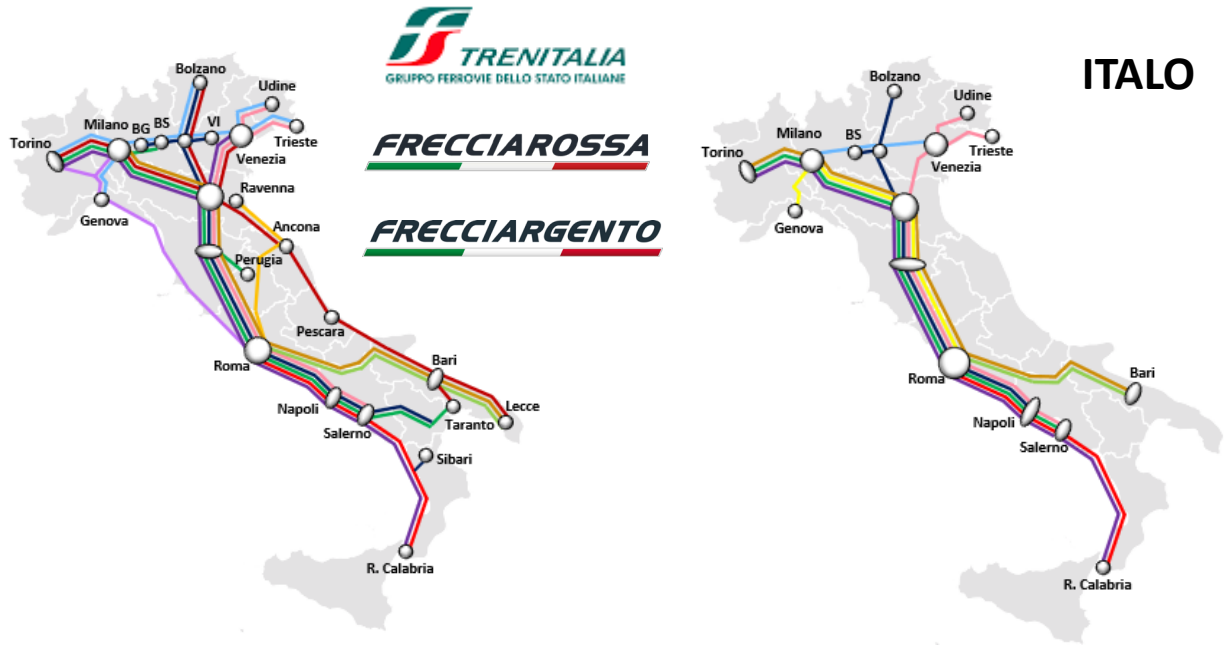 TRENITALIA
GRUPPO FERROVIE DELLO STATO ITALIANE
FRECCIAROSSA
FRECCIARGENTO
Bolzano
Udine
Milano
BG
BS
VI
Trieste
Torino
Venezia
Ravenna
Genova
Ancona
Perugia
Pescara
Roma
Bari
Napoli
Lecce
Taranto
Salerno
Sibari
R. Calabria
ITALO
Bolzano
Udine
Milano
BS
Trieste
Torino
Venezia
Genova
Roma
Bari
Napoli
Salerno
R. Calabria